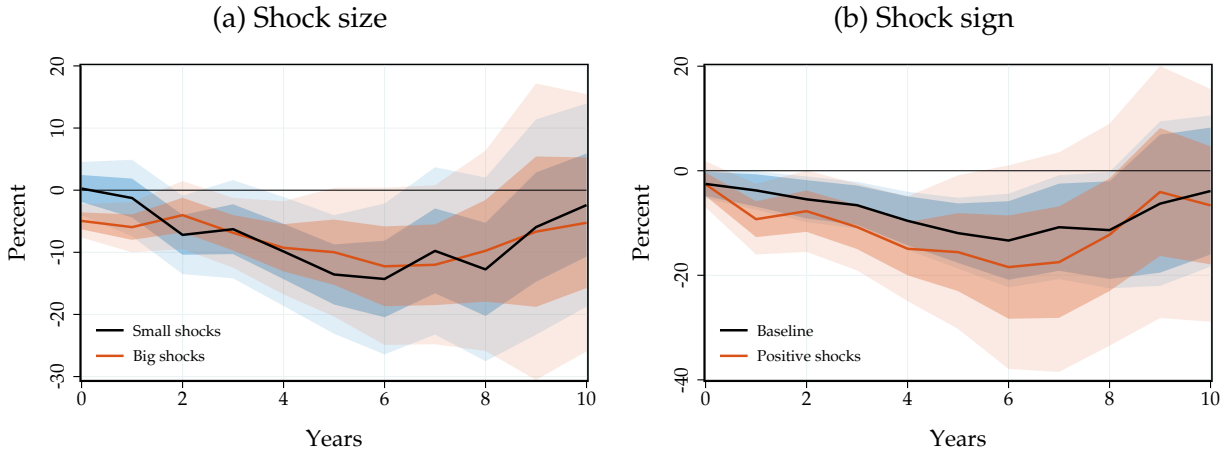 (a) Shock size
Percent
20
10
0
-10
-20
-30
Small shocks
Big shocks
0 2 4 6 8 10
Years
(b) Shock sign
Percent
20
0
-20
-40
Baseline
Positive shocks
0 2 4 6 8 10
Years